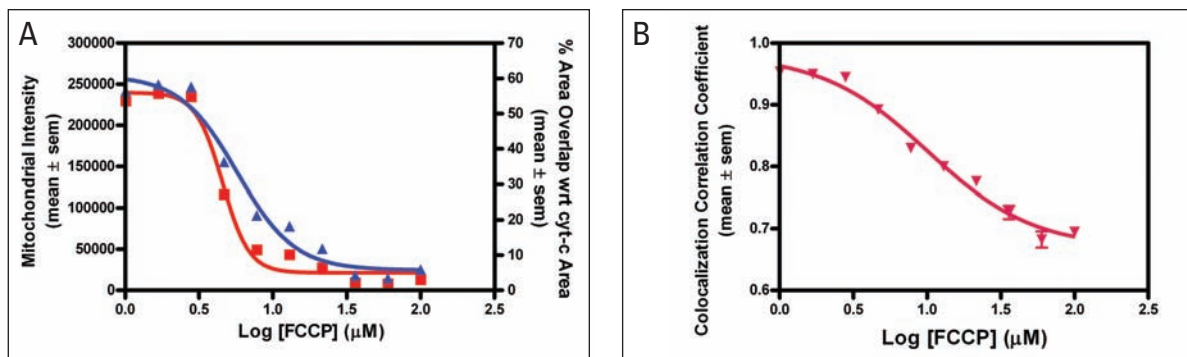 A
300000
250000
200000
150000
100000
50000
0
Mitochondrial Intensity
(mean ± sem)
70
60
50
40
30
20
10
0
% Area Overlap wrt cyt-c Area
(mean ± sem)
0.0 0.5 1.0 1.5 2.0 2.5
Log [FCCP] (µM)
B
1.0
0.9
0.8
0.7
0.6
Colocalization Correlation Coefficient
(mean ± sem)
0.0 0.5 1.0 1.5 2.0 2.5
Log [FCCP] (µM)